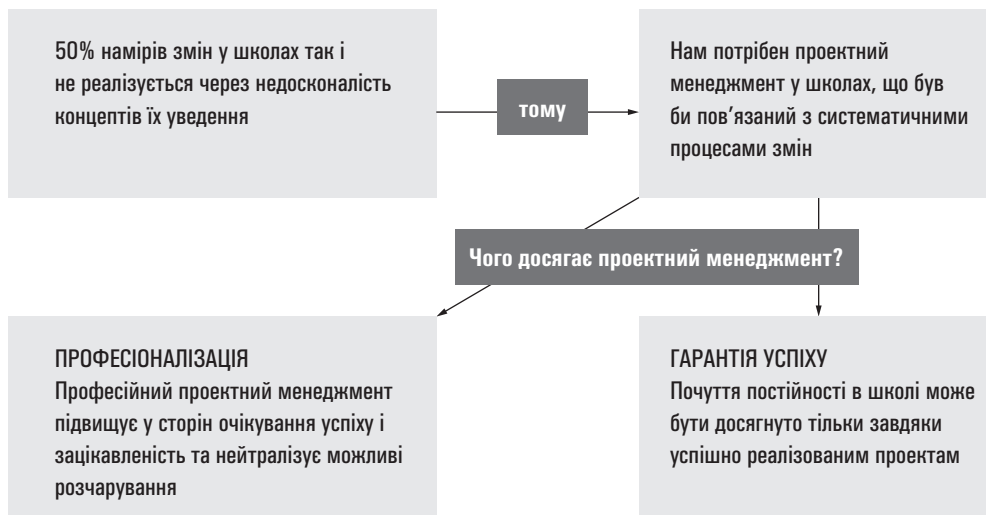 50% намірів змін у школах так і
не реалізується через недосконалість
концептів їх уведення
тому
Нам потрібен проектний
менеджмент у школах, що був
би пов’язаний з систематичними
процесами змін
Чого досягає проектний менеджмент?
ПРОФЕСІОНАЛІЗАЦІЯ
Професійний проектний менеджмент
підвищує у сторін очікування успіху і
зацікавленість та нейтралізує можливі
розчарування
ГАРАНТІЯ УСПІХУ
Почуття постійності в школі може
бути досягнуто тільки завдяки
успішно реалізованим проектам